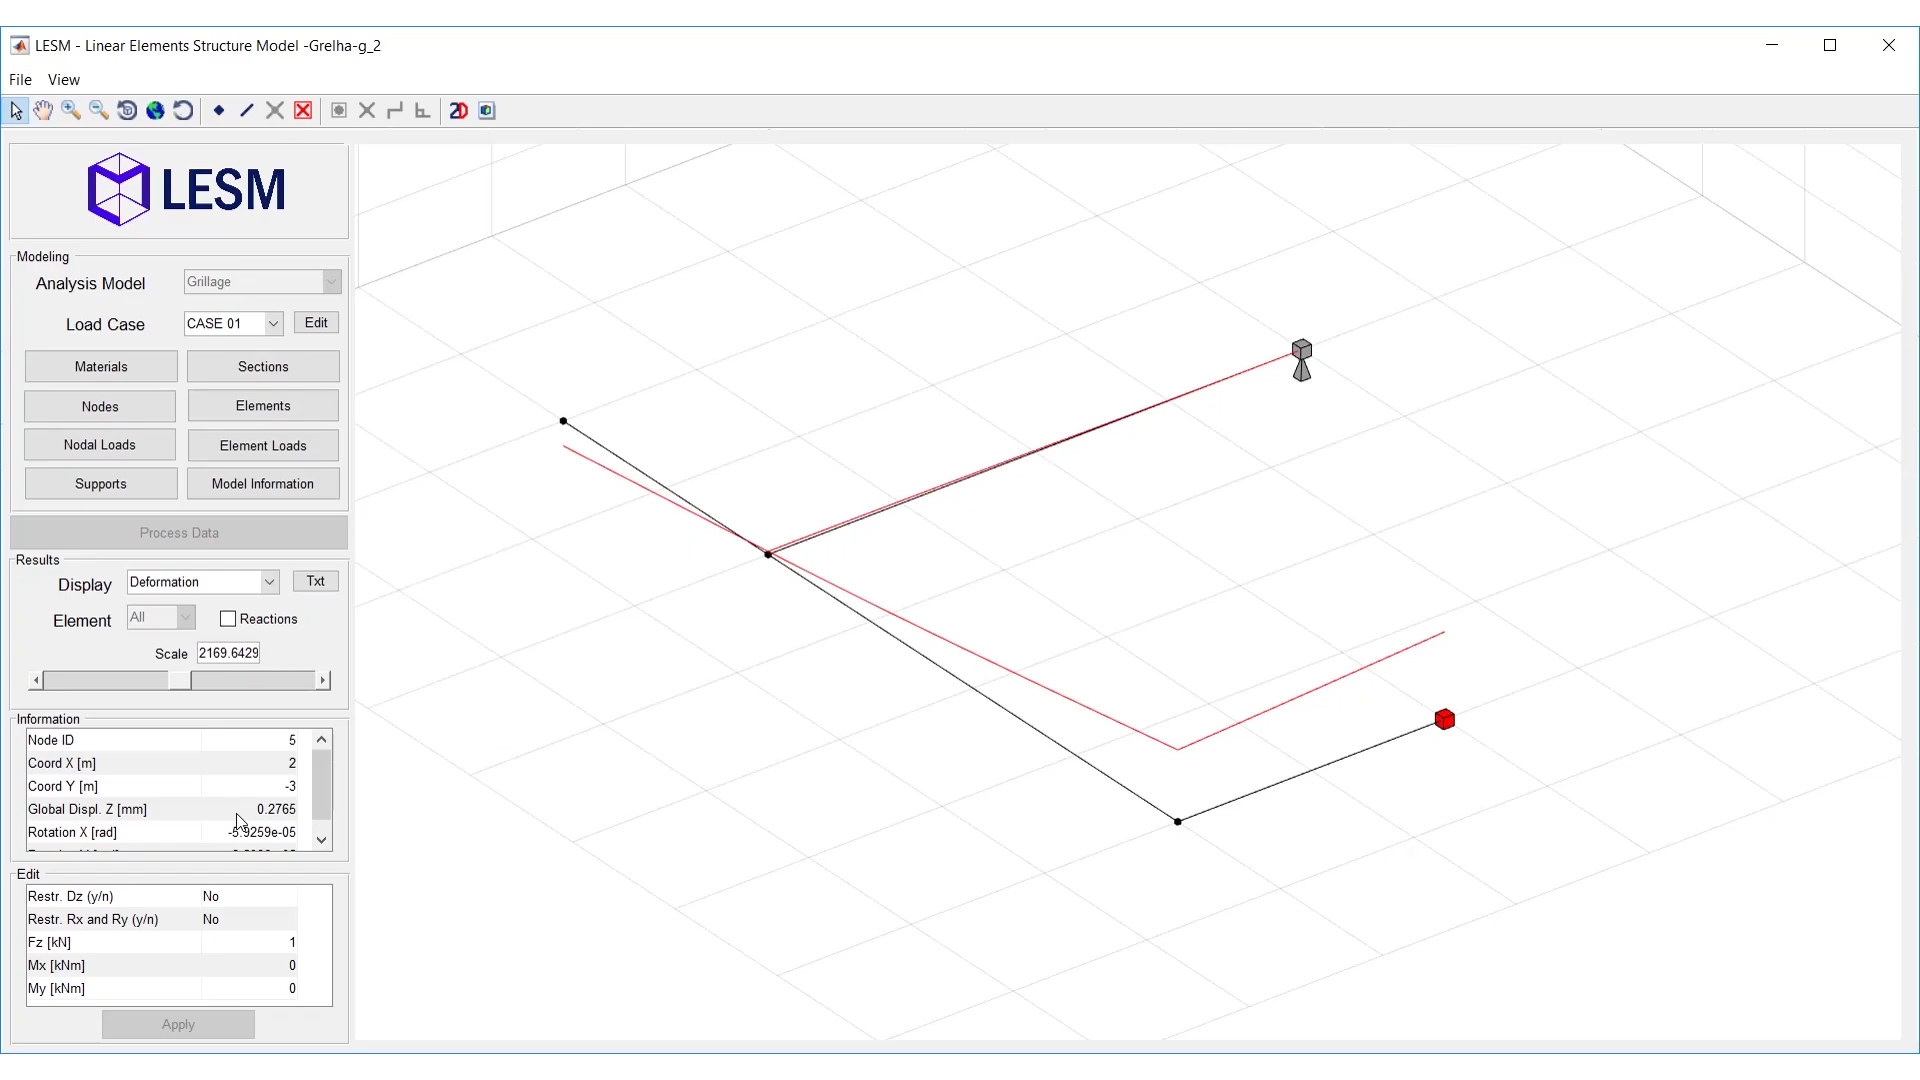 LESM - Linear Elements Structure Model -Grelha-g_2
File View
2D
LESM
Modeling
Analysis Model Grillage
Load Case CASE 01 Edit
Materials Sections
Nodes Elements
Nodal Loads Element Loads
Supports Model Information
Process Data
Results
Display Deformation Txt
Element All Reactions
Scale 2169.6429
Information
Node ID 5
Coord X [m] 2
Coord Y [m] -3
Global Displ. Z [mm] 0.2765
Rotation X [rad] -5.9259e-05
Edit
Restr. Dz (y/n) No
Restr. Rx and Ry (y/n) No
Fz [kN] 1
Mx [kNm] 0
My [kNm] 0
Apply